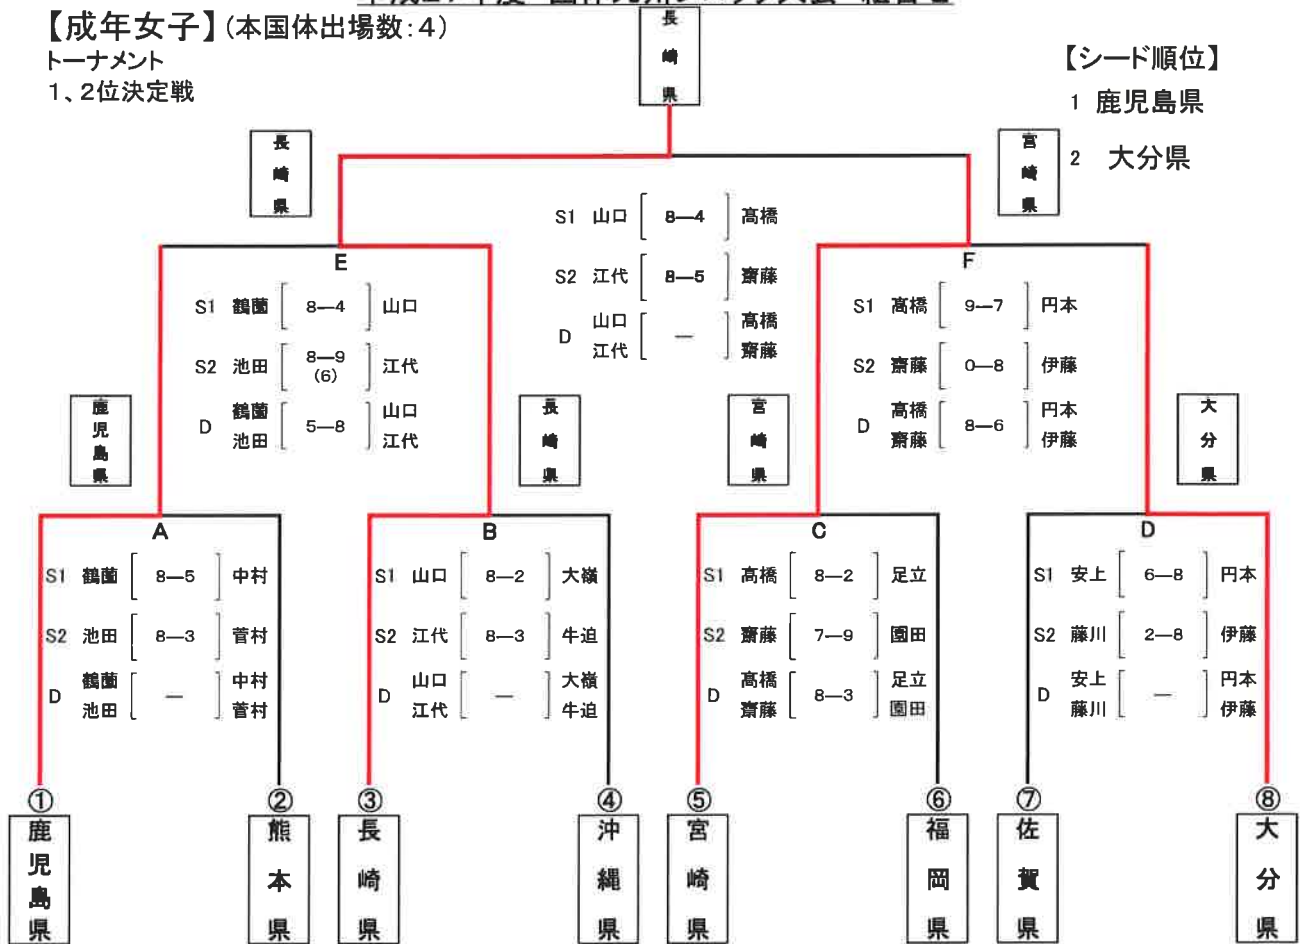 【成年女子】(本国体出場数:4)
トーナメント
1、2位決定戦
【シード順位】
1 鹿児島県
2 大分県
長崎県
長崎県
宮崎県
S1 山口 8―4 髙橋
S2 江代 8―5 齋藤
D 山口 江代 ― 髙橋 齋藤
E
S1 鶴薗 8―4 山口
S2 池田 8―9 (6) 江代
D 鶴薗 池田 5―8 山口 江代
F
S1 髙橋 9―7 円本
S2 齋藤 0―8 伊藤
D 髙橋 齋藤 8―6 円本 伊藤
鹿児島県
長崎県
宮崎県
大分県
A
S1 鶴薗 8―5 中村
S2 池田 8―3 菅村
D 鶴薗 池田 ― 中村 菅村
B
S1 山口 8―2 大嶺
S2 江代 8―3 牛迫
D 山口 江代 ― 大嶺 牛迫
C
S1 髙橋 8―2 足立
S2 齋藤 7―9 園田
D 髙橋 齋藤 8―3 足立 園田
D
S1 安上 6―8 円本
S2 藤川 2―8 伊藤
D 安上 藤川 ― 円本 伊藤
① 鹿児島県
② 熊本県
③ 長崎県
④ 沖縄県
⑤ 宮崎県
⑥ 福岡県
⑦ 佐賀県
⑧ 大分県